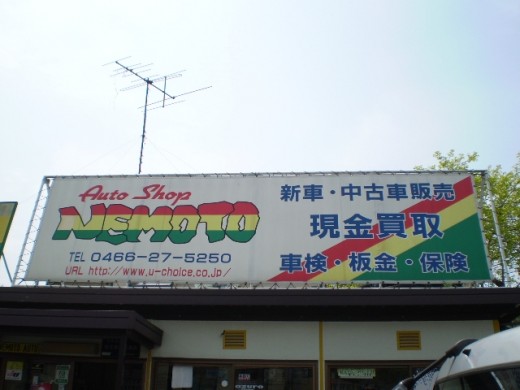 Auto Shop
NEMOTO
TEL 0466-27-5250
URL http://www.u-choice.co.jp/
新車・中古車販売
現金買取
車検・板金・保険